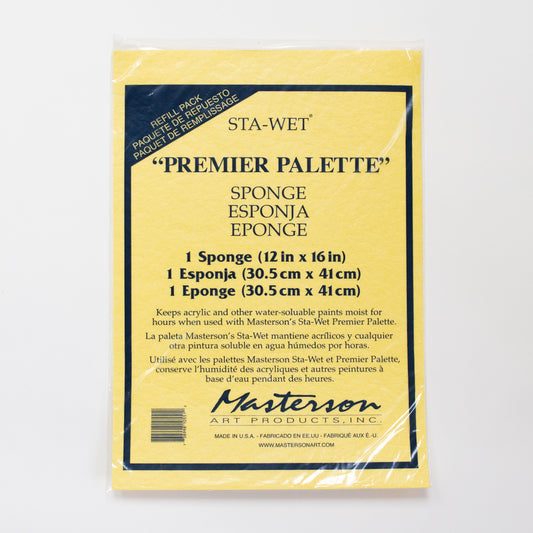 REFILL PACK
PAQUETE DE REPUESTO
PAQUET DE REMPLISSAGE
STA-WET®
“PREMIER PALETTE”
SPONGE
ESPONJA
EPONGE
1 Sponge (12 in x 16 in)
1 Esponja (30.5 cm x 41 cm)
1 Eponge (30.5 cm x 41 cm)
Keeps acrylic and other water-soluable paints moist for
hours when used with Masterson's Sta-Wet Premier Palette.
La paleta Masterson's Sta-Wet mantiene acrílicos y cualquier
otra pintura soluble en agua húmedos por horas.
Utilisé avec les palettes Masterson Sta-Wet et Premier Palette,
conserve l'humidité des acryliques et autres peintures à
base d'eau pendant des heures.
Masterson
ART PRODUCTS, INC.
MADE IN U.S.A. - FABRICADO EN EE.UU - FABRIQUÉ AUX É.-U.
WWW.MASTERSONART.COM